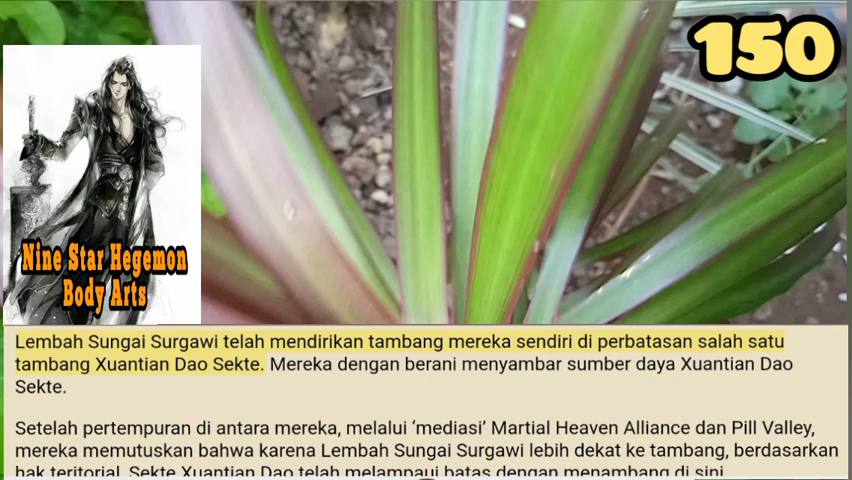 150
Nine Star Hegemon
Body Arts
Lembah Sungai Surgawi telah mendirikan tambang mereka sendiri di perbatasan salah satu
tambang Xuantian Dao Sekte. Mereka dengan berani menyambar sumber daya Xuantian Dao
Sekte.
Setelah pertempuran di antara mereka, melalui ‘mediasi’ Martial Heaven Alliance dan Pill Valley,
mereka memutuskan bahwa karena Lembah Sungai Surgawi lebih dekat ke tambang, berdasarkan
hak teritorial, Sekte Xuantian Dao telah melampaui batas dengan menambang di sini